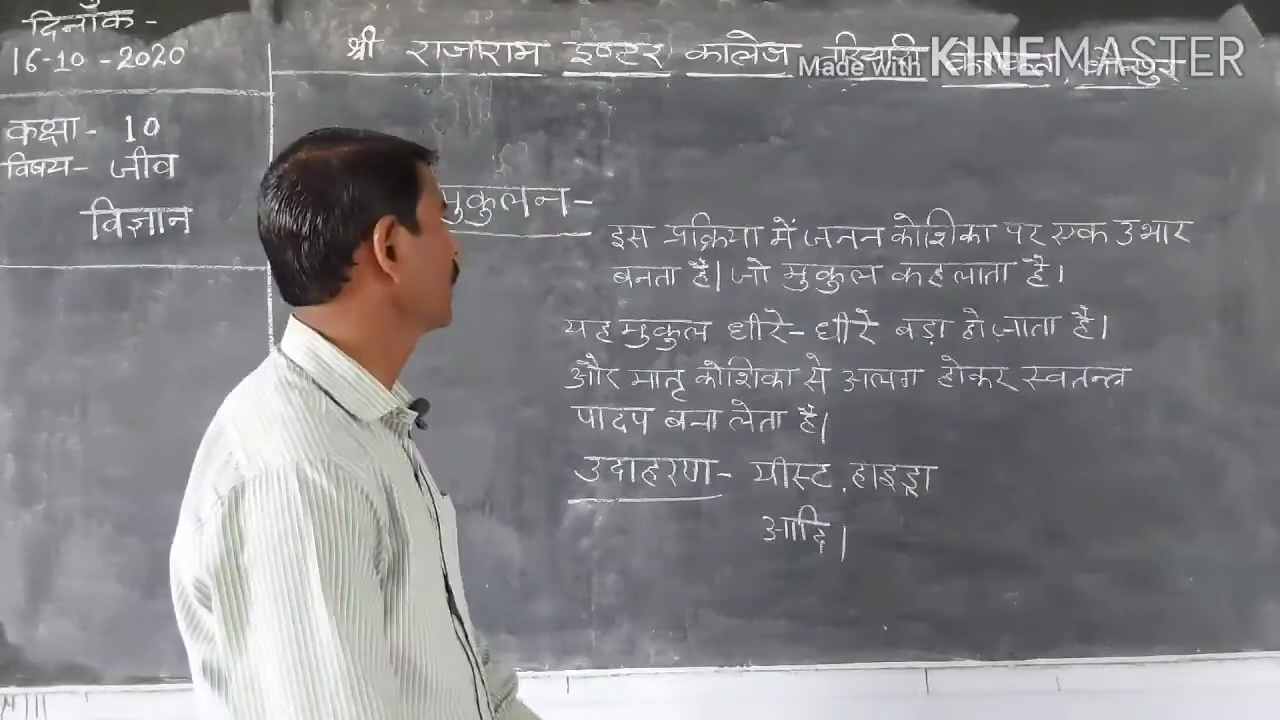 दिनाँक -
16-10-2020
कक्षा - 10
विषय - जीव
विज्ञान
श्री राजाराम इण्टर कालेज
Made with KINEMASTER
मुकुलन -
इस प्रक्रिया में जनन कोशिका पर एक उभार
बनता है। जो मुकुल कहलाता है।
यह मुकुल धीरे - धीरे बड़ा हो जाता है।
और मातृ कोशिका से अलग होकर स्वतन्त्र
पादप बना लेता है।
उदाहरण - यीस्ट, हाइड्रा
आदि।